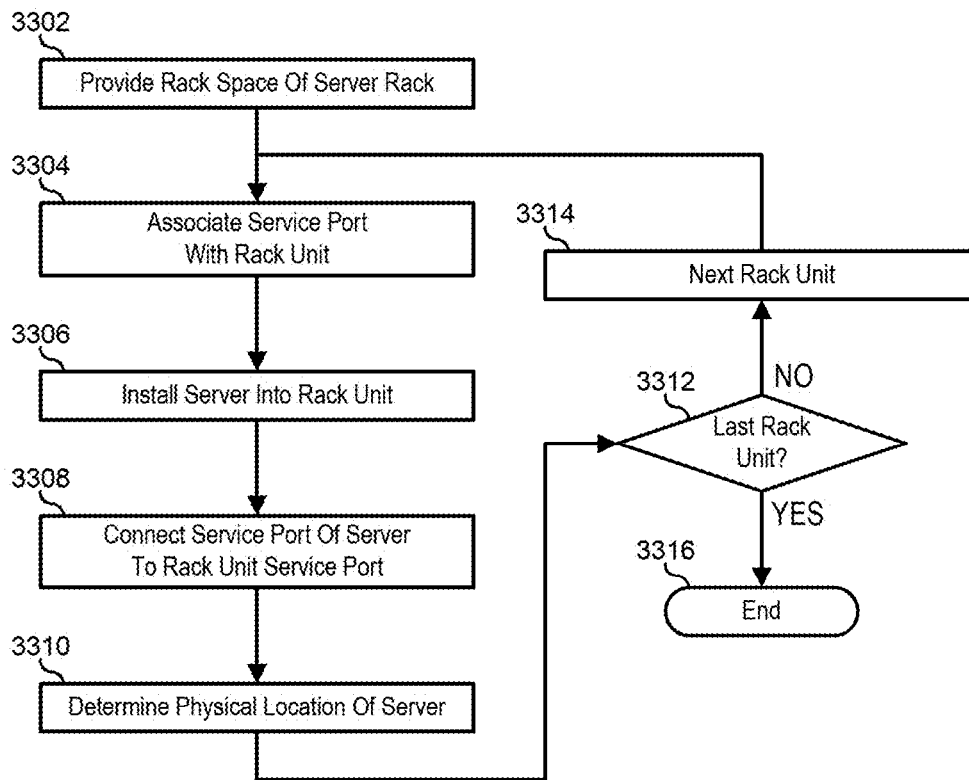 3302
Provide Rack Space Of Server Rack
3304
Associate Service Port
With Rack Unit
3306
Install Server Into Rack Unit
3308
Connect Service Port Of Server
To Rack Unit Service Port
3310
Determine Physical Location Of Server
3312
Last Rack
Unit?
NO
YES
3314
Next Rack Unit
3316
End